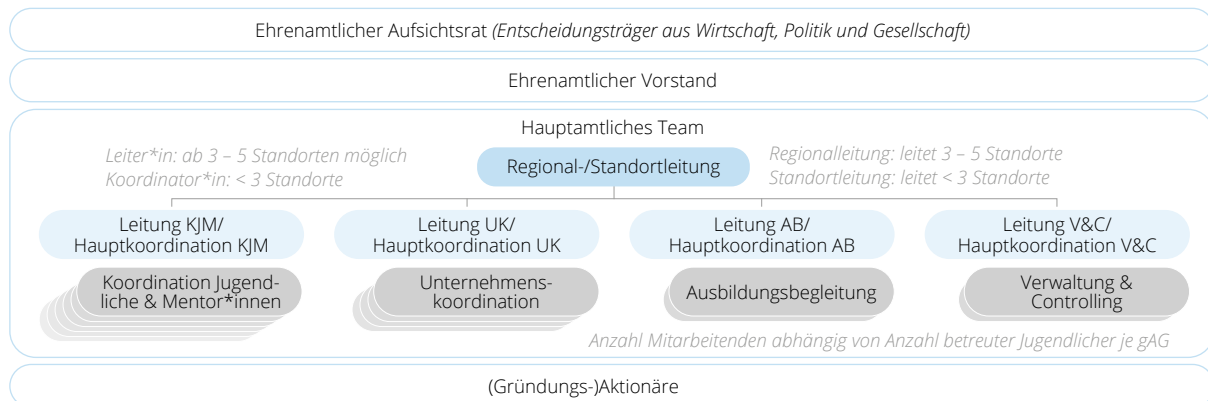 Ehrenamtlicher Aufsichtsrat (Entscheidungsträger aus Wirtschaft, Politik und Gesellschaft)
Ehrenamtlicher Vorstand
Hauptamtliches Team
Leiter*in: ab 3 – 5 Standorten möglich
Koordinator*in: < 3 Standorte
Regional-/Standortleitung
Regionalleitung: leitet 3 – 5 Standorte
Standortleitung: leitet < 3 Standorte
Leitung KJM/
Hauptkoordination KJM
Leitung UK/
Hauptkoordination UK
Leitung AB/
Hauptkoordination AB
Leitung V&C/
Hauptkoordination V&C
Koordination Jugend-
liche & Mentor*innen
Unternehmens-
koordination
Ausbildungsbegleitung
Verwaltung &
Controlling
Anzahl Mitarbeitenden abhängig von Anzahl betreuter Jugendlicher je gAG
(Gründungs-)Aktionäre